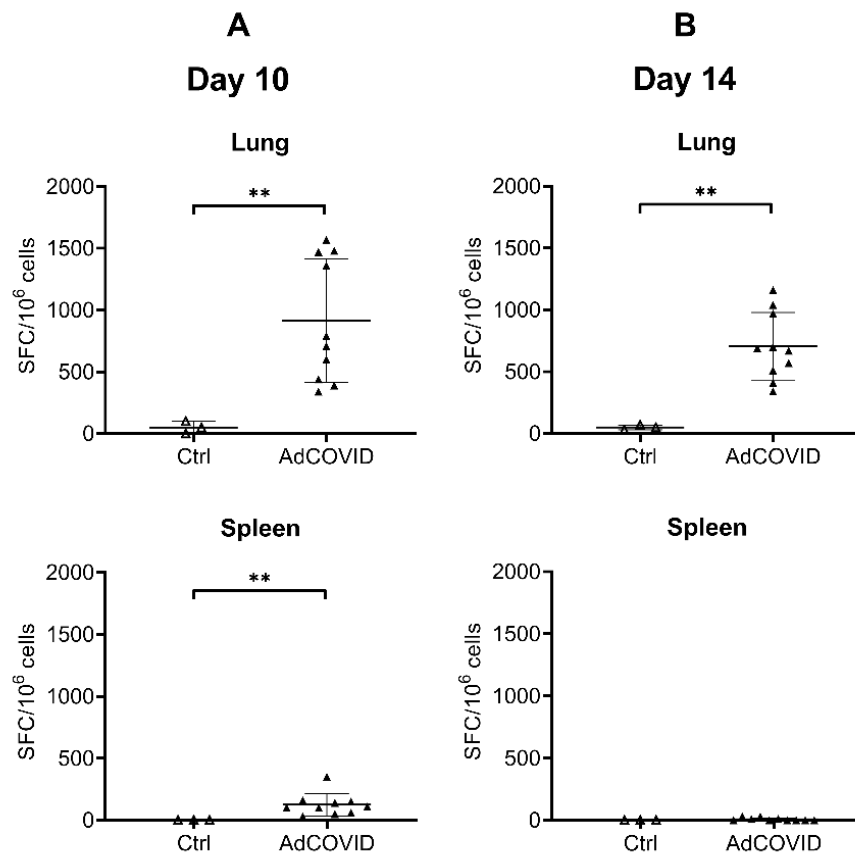 A
Day 10
Lung
2000
1500
1000
500
0
SFC/10⁶ cells
**
Ctrl
AdCOVID
Spleen
2000
1500
1000
500
0
SFC/10⁶ cells
**
Ctrl
AdCOVID
B
Day 14
Lung
2000
1500
1000
500
0
SFC/10⁶ cells
**
Ctrl
AdCOVID
Spleen
2000
1500
1000
500
0
SFC/10⁶ cells
Ctrl
AdCOVID